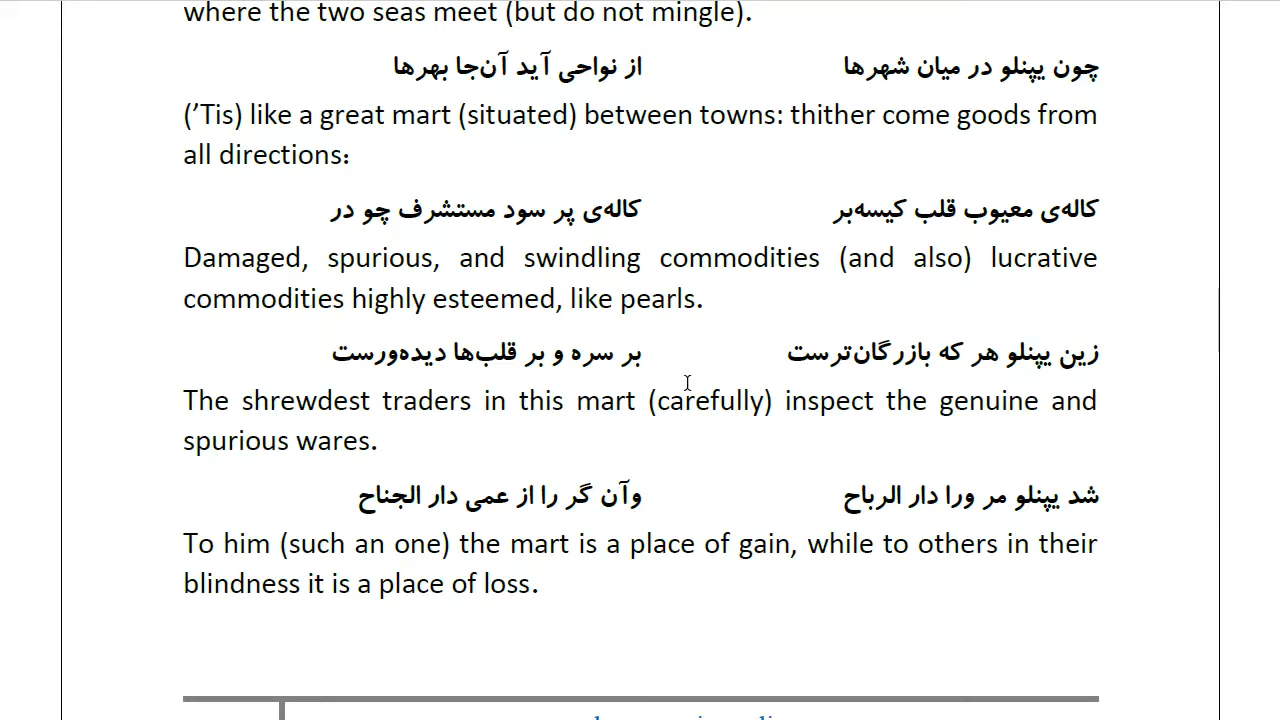 where the two seas meet (but do not mingle).
چون یپنلو در میان شهرها از نواحی آید آن‌جا بهرها
(’Tis) like a great mart (situated) between towns: thither come goods from
all directions:
کاله‌ی معیوب قلب کیسه‌بر کاله‌ی پر سود مستشرف چو در
Damaged, spurious, and swindling commodities (and also) lucrative
commodities highly esteemed, like pearls.
زین یپنلو هر که بازرگان‌ترست بر سره و بر قلب‌ها دیده‌ورست
The shrewdest traders in this mart (carefully) inspect the genuine and
spurious wares.
شد یپنلو مر ورا دار الرباح وآن گر را از عمی دار الجناح
To him (such an one) the mart is a place of gain, while to others in their
blindness it is a place of loss.